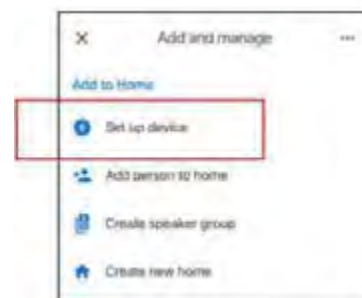 Add and manage
Add to Home
Set up device
Add person to home
Create speaker group
Create new home